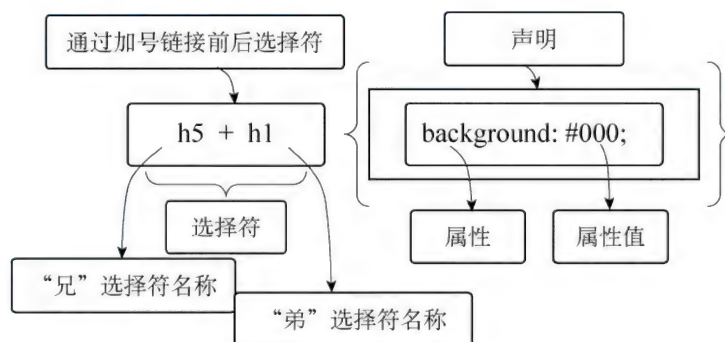 通过加号链接前后选择符
声明
h5 + h1
background: #000;
选择符
属性
属性值
“兄”选择符名称
“弟”选择符名称